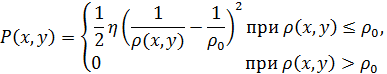 P(x,y) = { 1/2 η (1/ρ(x,y) − 1/ρ₀)² при ρ(x,y) ≤ ρ₀,
0 при ρ(x,y) > ρ₀